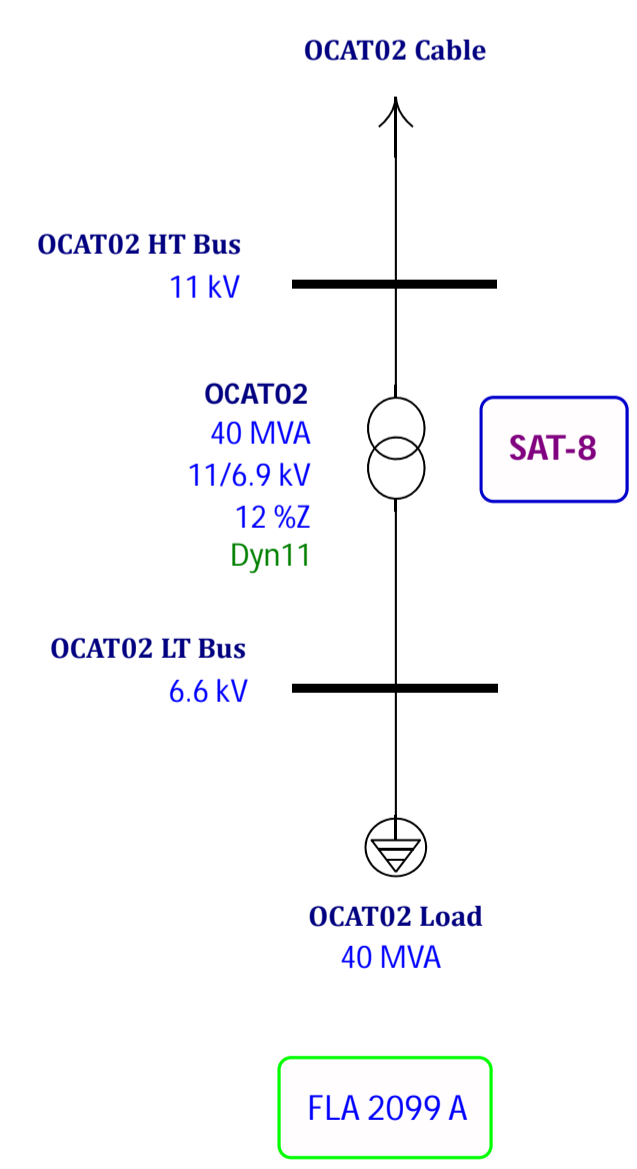 OCAT02 Cable
OCAT02 HT Bus
11 kV
OCAT02
40 MVA
11/6.9 kV
12 %Z
Dyn11
SAT-8
OCAT02 LT Bus
6.6 kV
OCAT02 Load
40 MVA
FLA 2099 A